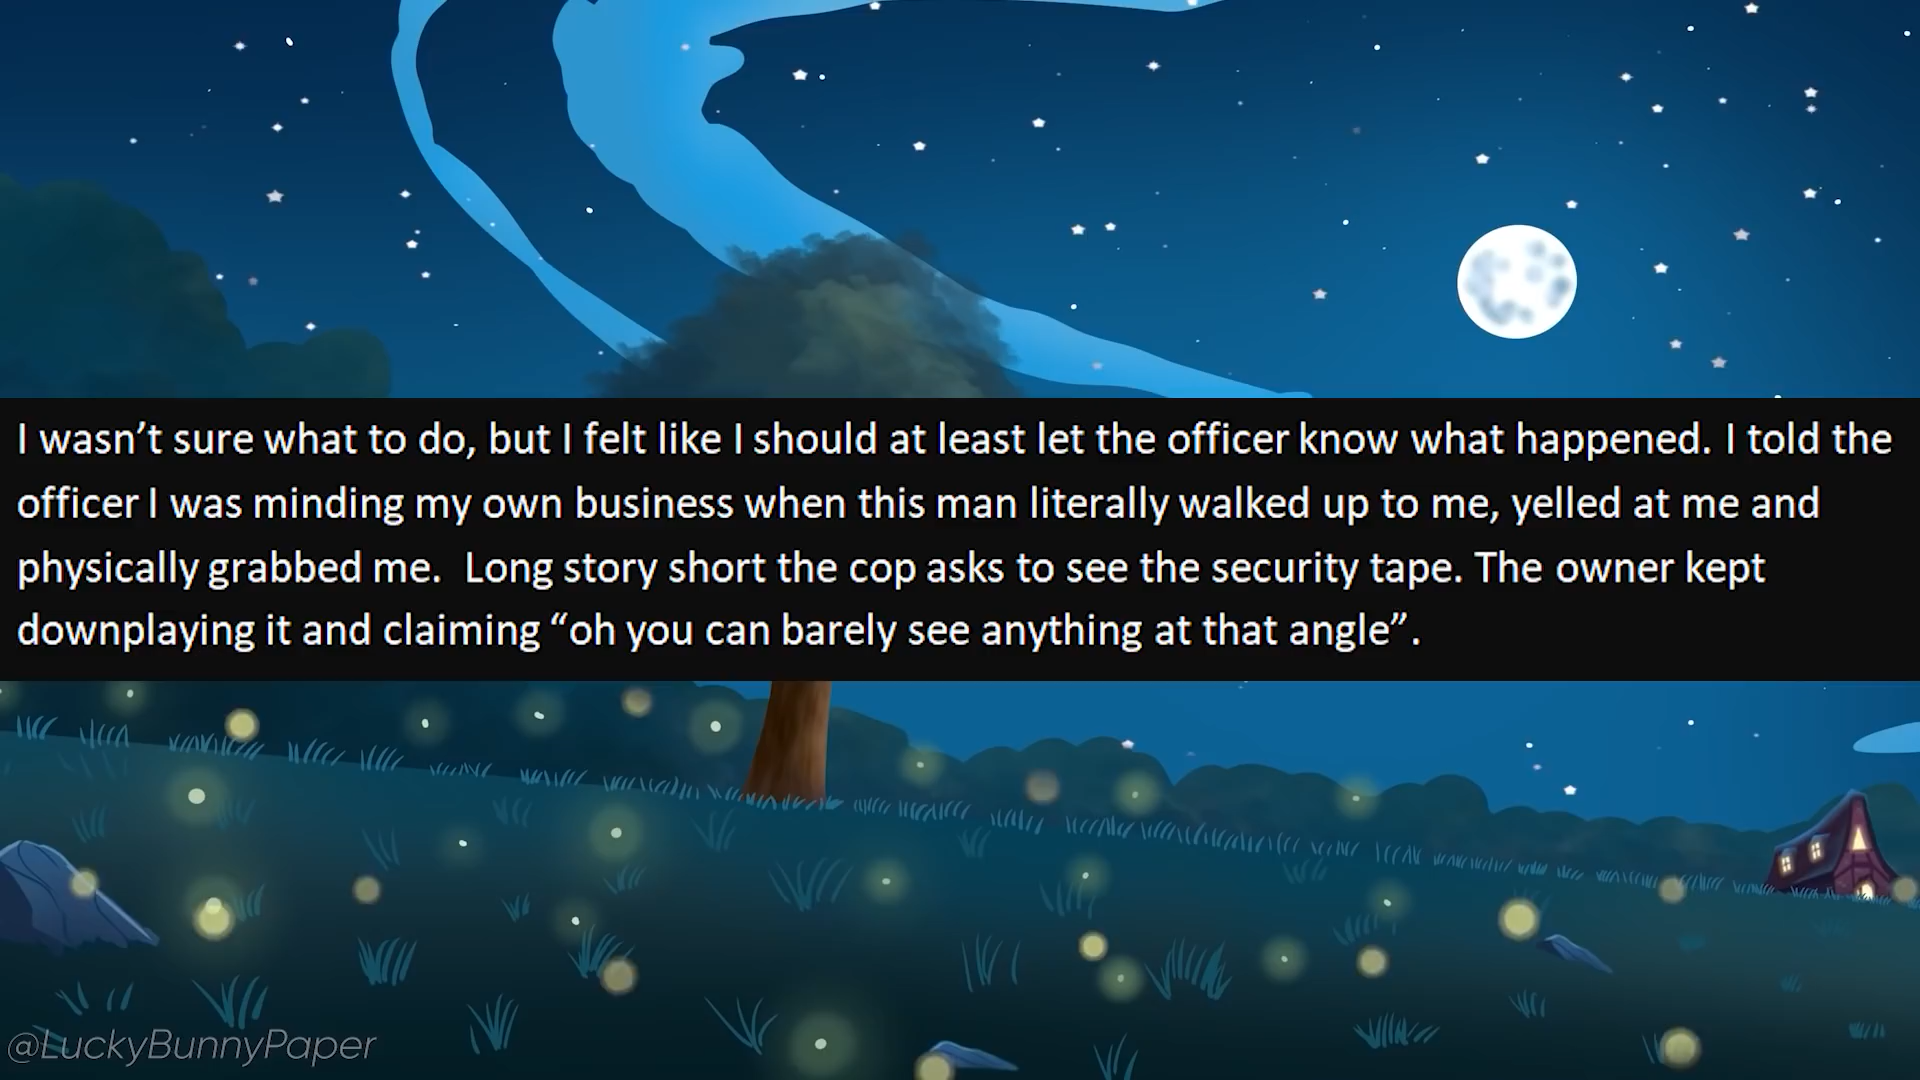 I wasn’t sure what to do, but I felt like I should at least let the officer know what happened. I told the
officer I was minding my own business when this man literally walked up to me, yelled at me and
physically grabbed me.  Long story short the cop asks to see the security tape. The owner kept
downplaying it and claiming “oh you can barely see anything at that angle”.
@LuckyBunnyPaper